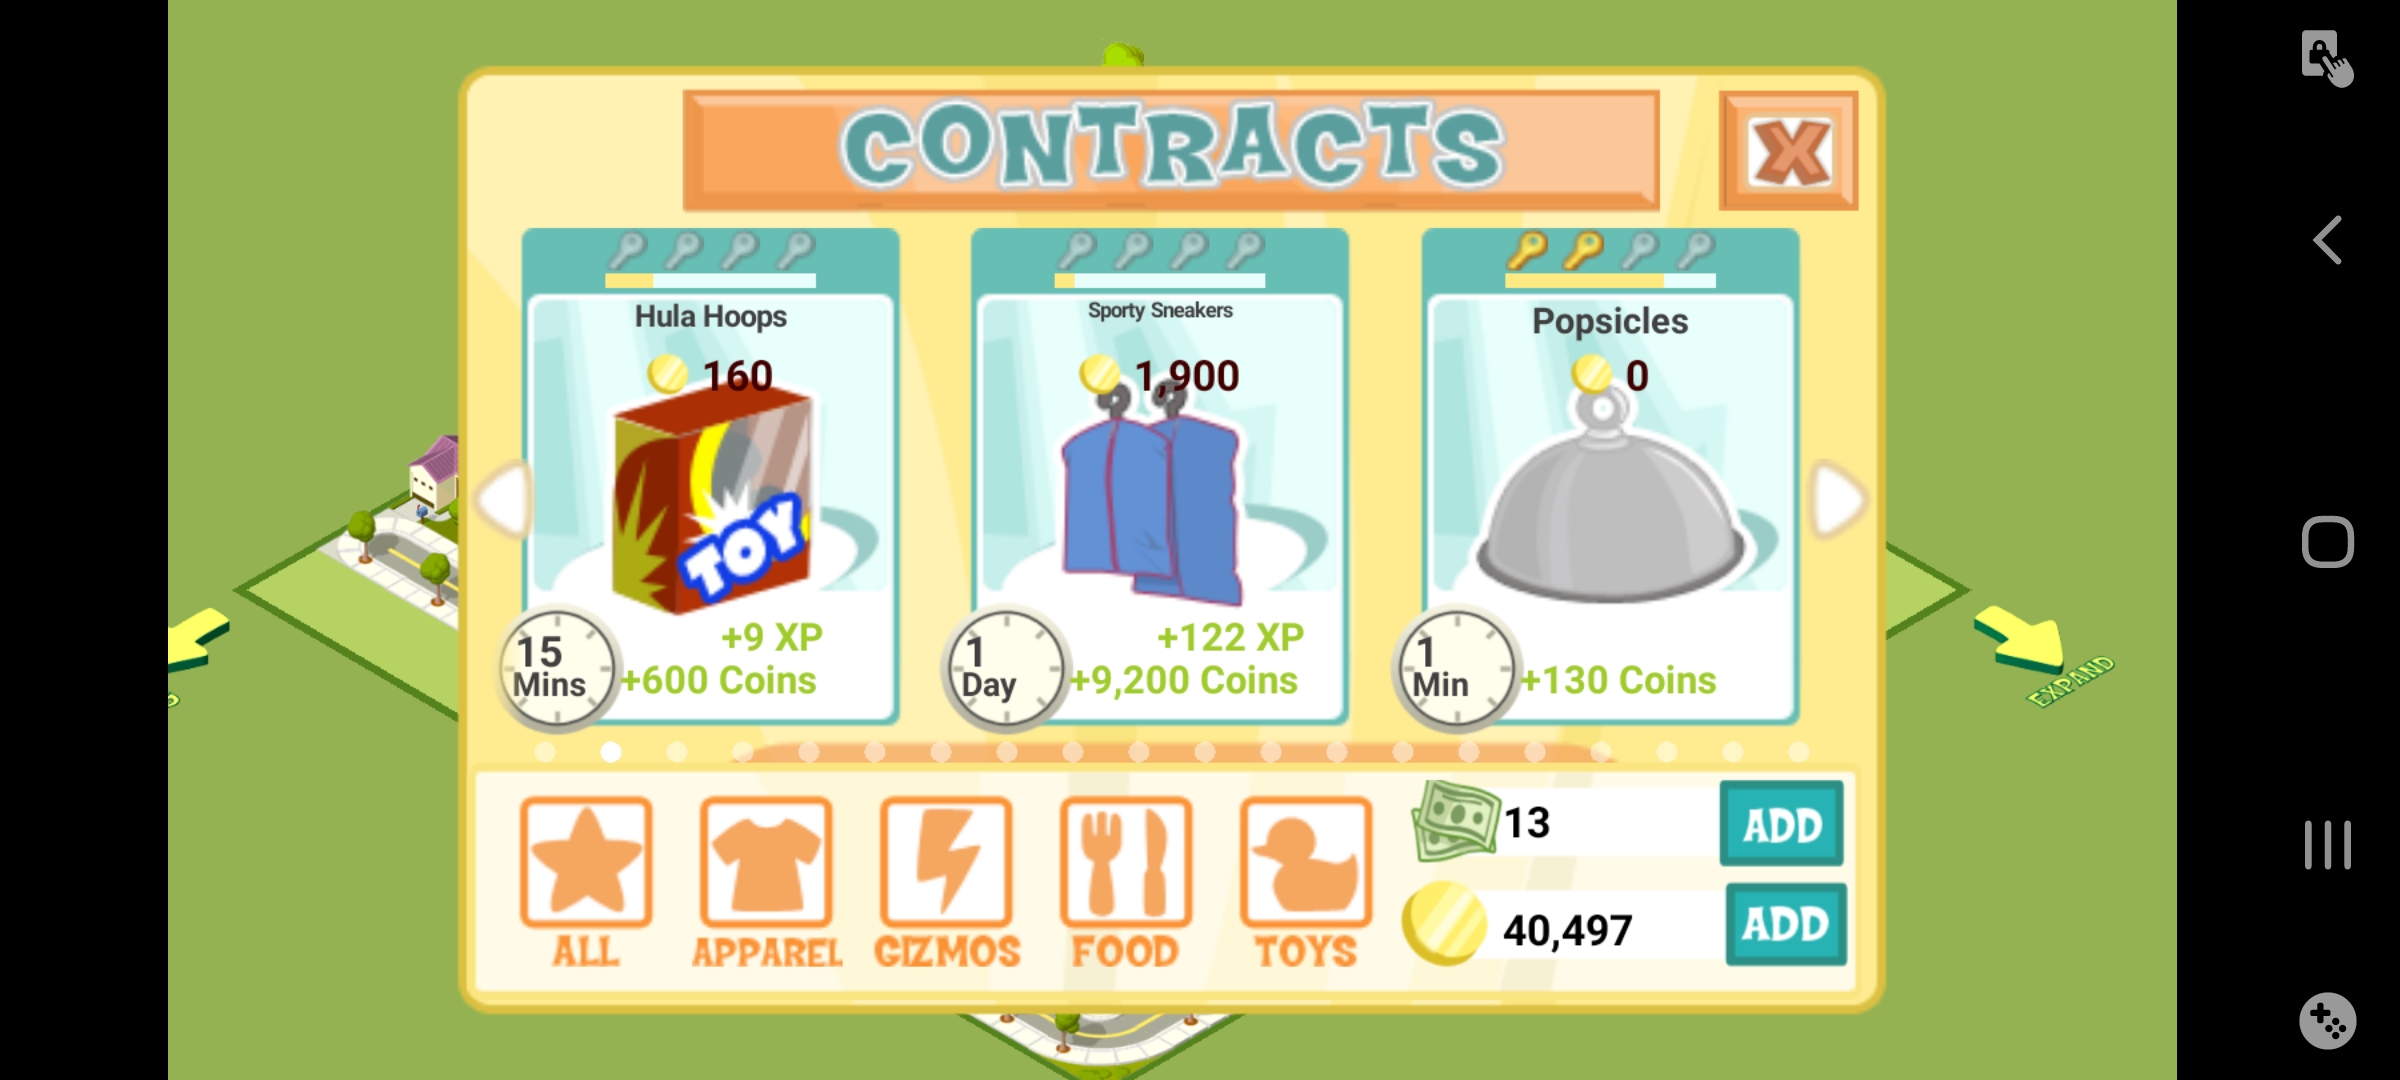 CONTRACTS
X
Hula Hoops
160
TOY
15
Mins
+9 XP
+600 Coins
Sporty Sneakers
1,900
1
Day
+122 XP
+9,200 Coins
Popsicles
0
1
Min
+130 Coins
EXPAND
ALL
APPAREL
GIZMOS
FOOD
TOYS
13
ADD
40,497
ADD